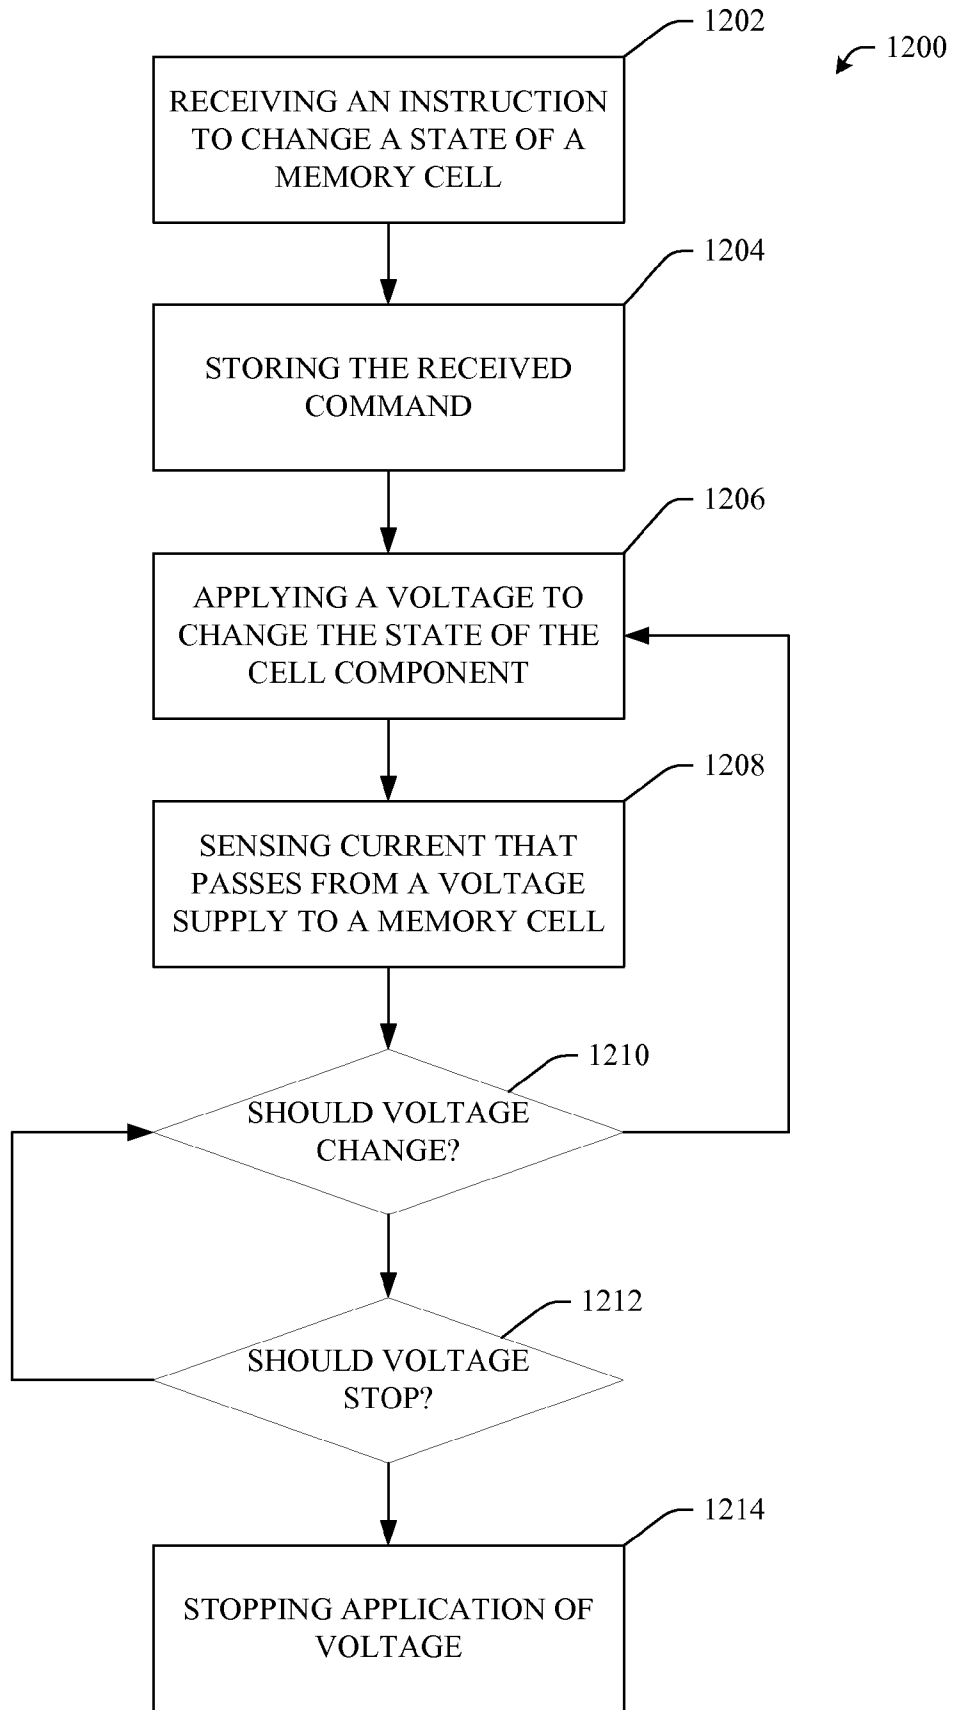 1202
1200
RECEIVING AN INSTRUCTION
TO CHANGE A STATE OF A
MEMORY CELL
1204
STORING THE RECEIVED
COMMAND
1206
APPLYING A VOLTAGE TO
CHANGE THE STATE OF THE
CELL COMPONENT
1208
SENSING CURRENT THAT
PASSES FROM A VOLTAGE
SUPPLY TO A MEMORY CELL
1210
SHOULD VOLTAGE
CHANGE?
1212
SHOULD VOLTAGE
STOP?
1214
STOPPING APPLICATION OF
VOLTAGE